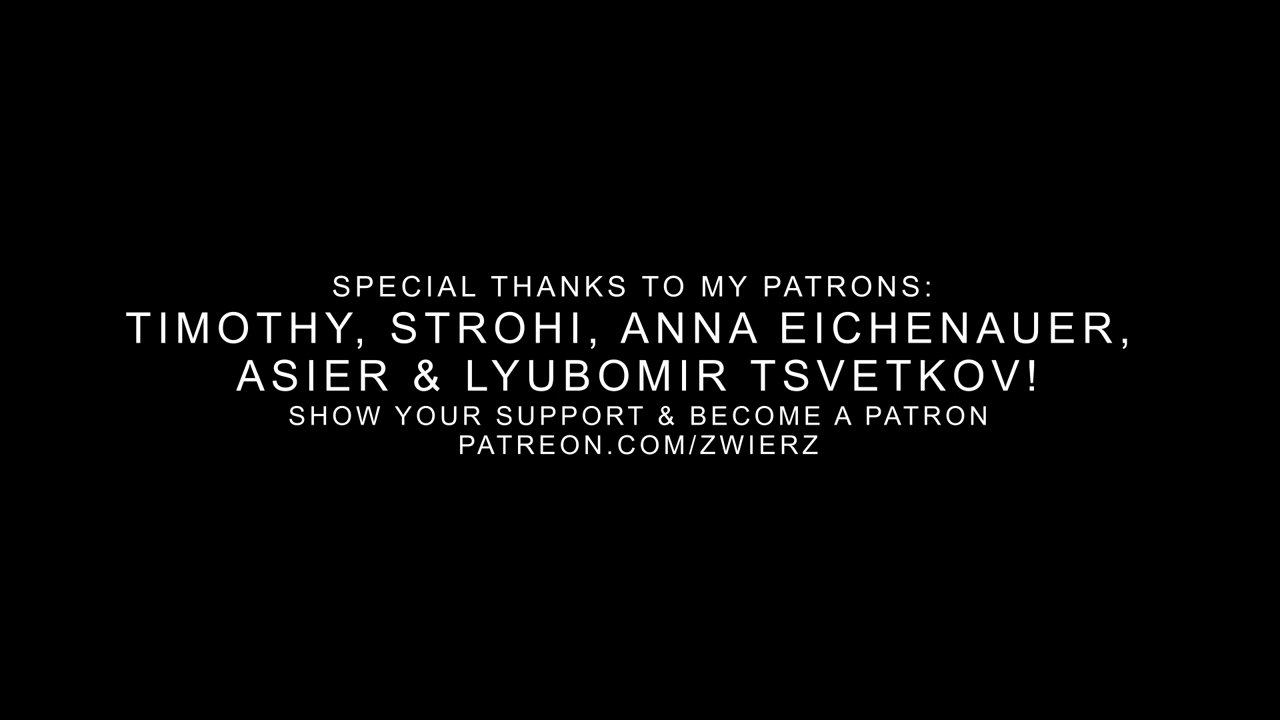 SPECIAL THANKS TO MY PATRONS:
TIMOTHY, STROHI, ANNA EICHENAUER,
ASIER & LYUBOMIR TSVETKOV!
SHOW YOUR SUPPORT & BECOME A PATRON
PATREON.COM/ZWIERZ